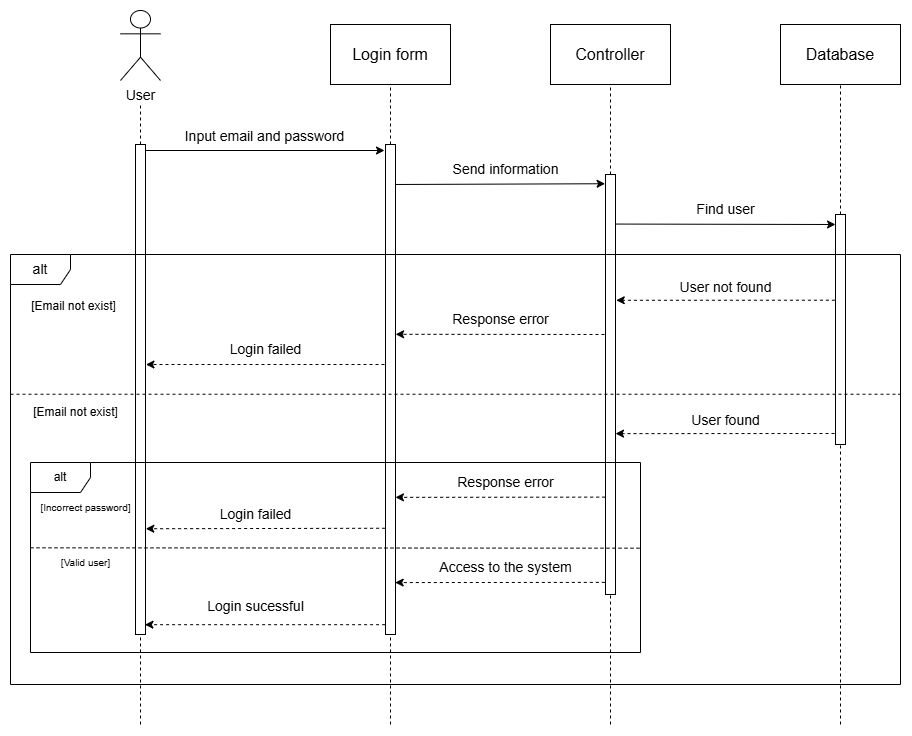 User
Login form
Controller
Database
Input email and password
Send information
Find user
alt
User not found
[Email not exist]
Response error
Login failed
[Email not exist]
User found
alt
Response error
[Incorrect password]
Login failed
[Valid user]
Access to the system
Login sucessful